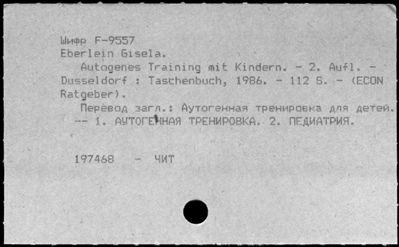 Шифр F-9557
Eberlein Gisela.
Autogenes Training mit Kindern. - 2. Aufl. -
Dusseldorf : Taschenbuch, 1986. - 112 S. - (ECON
Ratgeber).
Перевод загл.: Аутогенная тренировка для детей.
-- 1. АУТОГЕННАЯ ТРЕНИРОВКА. 2. ПЕДИАТРИЯ.
197468 - ЧИТ